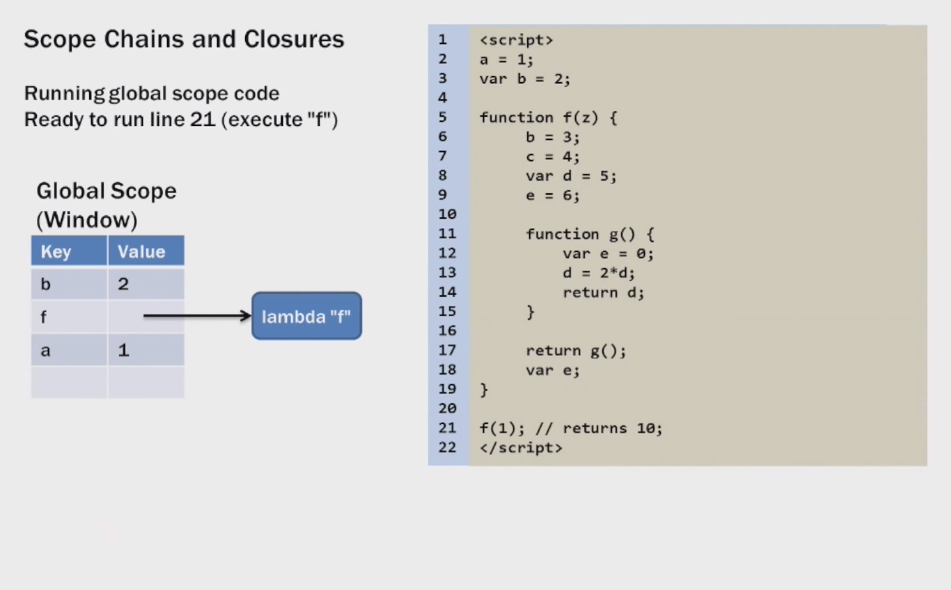 Scope Chains and Closures
Running global scope code
Ready to run line 21 (execute "f")
Global Scope
(Window)
Key Value
b 2
f
lambda "f"
a 1
1 <script>
2 a = 1;
3 var b = 2;
4
5 function f(z) {
6 b = 3;
7 c = 4;
8 var d = 5;
9 e = 6;
10
11 function g() {
12 var e = 0;
13 d = 2*d;
14 return d;
15 }
16
17 return g();
18 var e;
19 }
20
21 f(1); // returns 10;
22 </script>